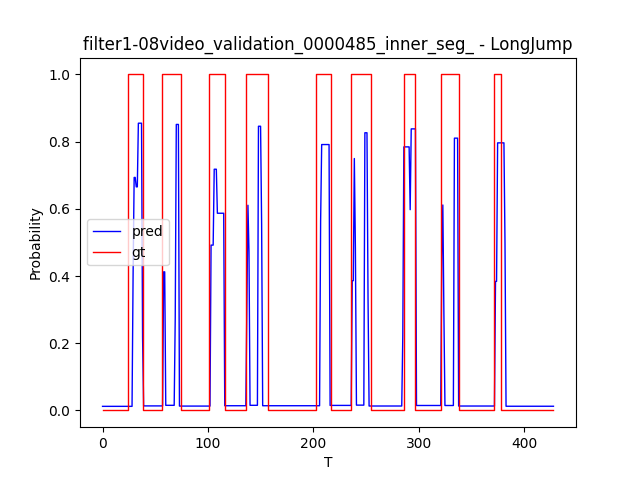 filter1-08video_validation_0000485_inner_seg_ - LongJump
1.0
0.8
0.6
0.4
0.2
0.0
Probability
pred
gt
0
100
200
300
400
T